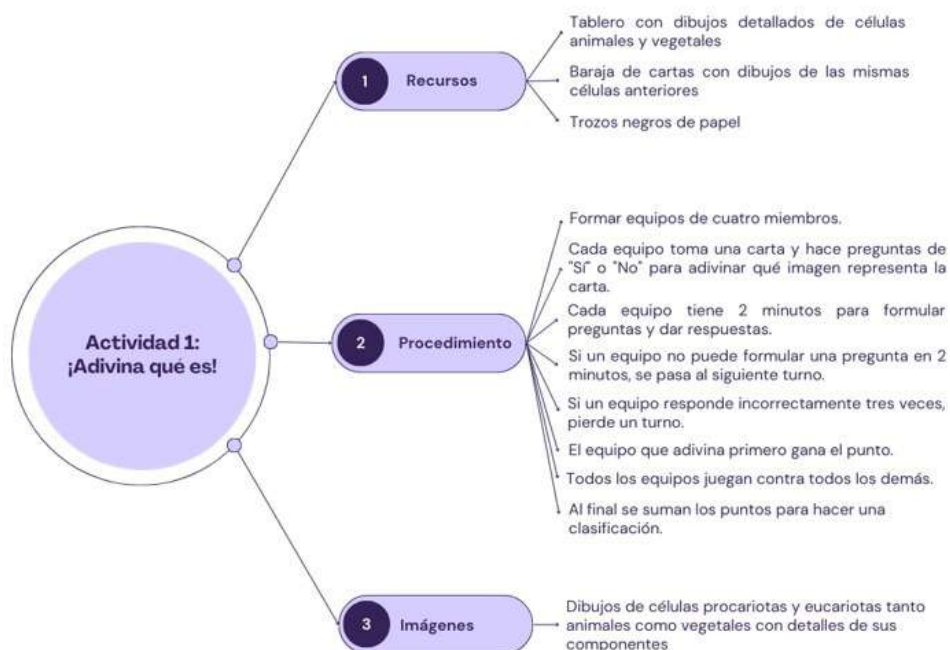 Actividad 1:
¡Adivina qué es!
1
Recursos
Tablero con dibujos detallados de células
animales y vegetales
Baraja de cartas con dibujos de las mismas
células anteriores
Trozos negros de papel
2
Procedimiento
Formar equipos de cuatro miembros.
Cada equipo toma una carta y hace preguntas de
"Sí" o "No" para adivinar qué imagen representa la
carta.
Cada equipo tiene 2 minutos para formular
preguntas y dar respuestas.
Si un equipo no puede formular una pregunta en 2
minutos, se pasa al siguiente turno.
Si un equipo responde incorrectamente tres veces,
pierde un turno.
El equipo que adivina primero gana el punto.
Todos los equipos juegan contra todos los demás.
Al final se suman los puntos para hacer una
clasificación.
3
Imágenes
Dibujos de células procariotas y eucariotas tanto
animales como vegetales con detalles de sus
componentes